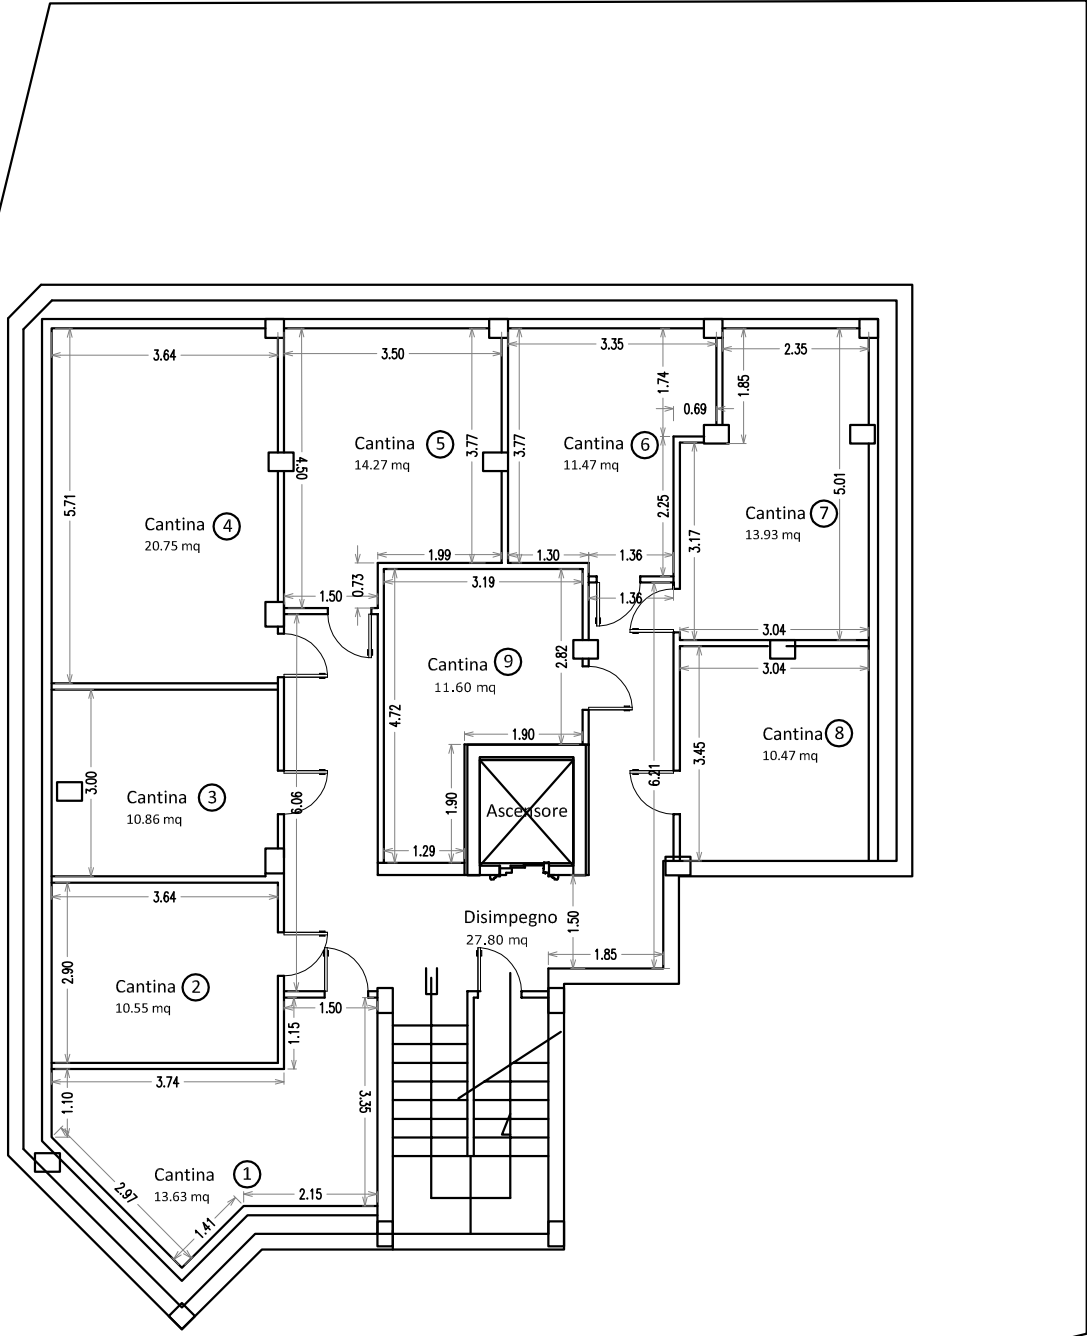 3.64
3.50
3.35
2.35
1.74
1.85
0.69
Cantina 5
14.27 mq
4.50
3.77
3.77
Cantina 6
11.47 mq
5.71
2.25
5.01
Cantina 4
20.75 mq
Cantina 7
13.93 mq
3.17
1.99
1.30
1.36
0.73
3.19
1.50
1.36
3.04
2.82
Cantina 9
11.60 mq
3.04
4.72
1.90
Cantina 8
10.47 mq
3.45
3.00
6.21
Cantina 3
10.86 mq
6.06
1.90
Ascensore
1.29
3.64
Disimpegno
27.80 mq
1.50
1.85
2.90
Cantina 2
10.55 mq
1.50
1.15
3.74
1.10
3.35
Cantina 1
13.63 mq
2.97
2.15
1.41